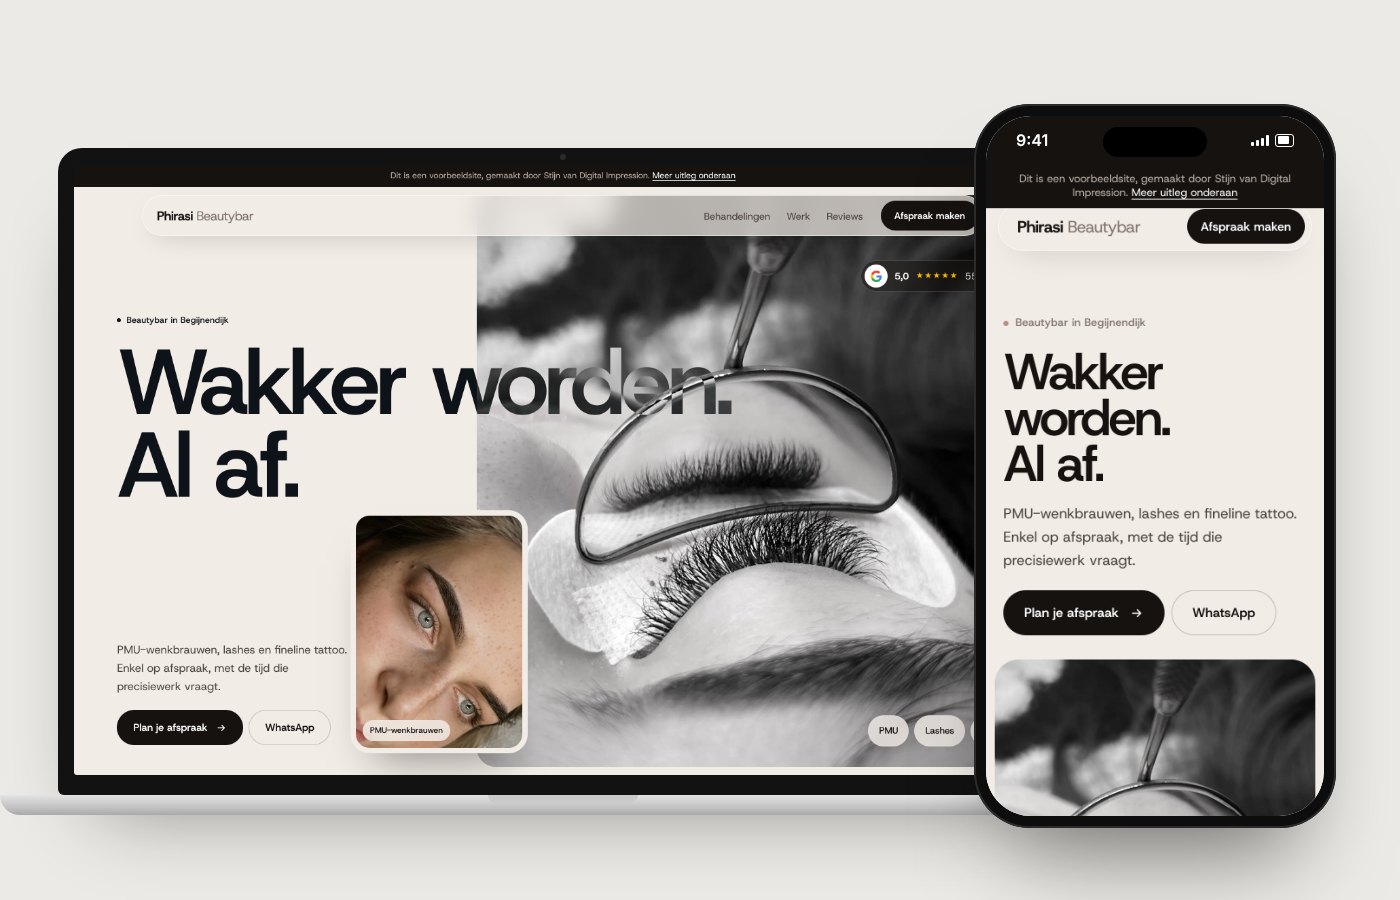 Dit is een voorbeeldsite, gemaakt door Stijn van Digital Impression. Meer uitleg onderaan
Phirasi Beautybar
Behandelingen
Werk
Reviews
Afspraak maken
5,0 ★★★★★ 55
Beautybar in Begijnendijk
Wakker worden.
Al af.
PMU-wenkbrauwen, lashes en fineline tattoo.
Enkel op afspraak, met de tijd die
precisiewerk vraagt.
Plan je afspraak →
WhatsApp
PMU-wenkbrauwen
PMU
Lashes
9:41
Dit is een voorbeeldsite, gemaakt door Stijn van Digital
Impression. Meer uitleg onderaan
Phirasi Beautybar
Afspraak maken
Beautybar in Begijnendijk
Wakker
worden.
Al af.
PMU-wenkbrauwen, lashes en fineline tattoo.
Enkel op afspraak, met de tijd die
precisiewerk vraagt.
Plan je afspraak →
WhatsApp